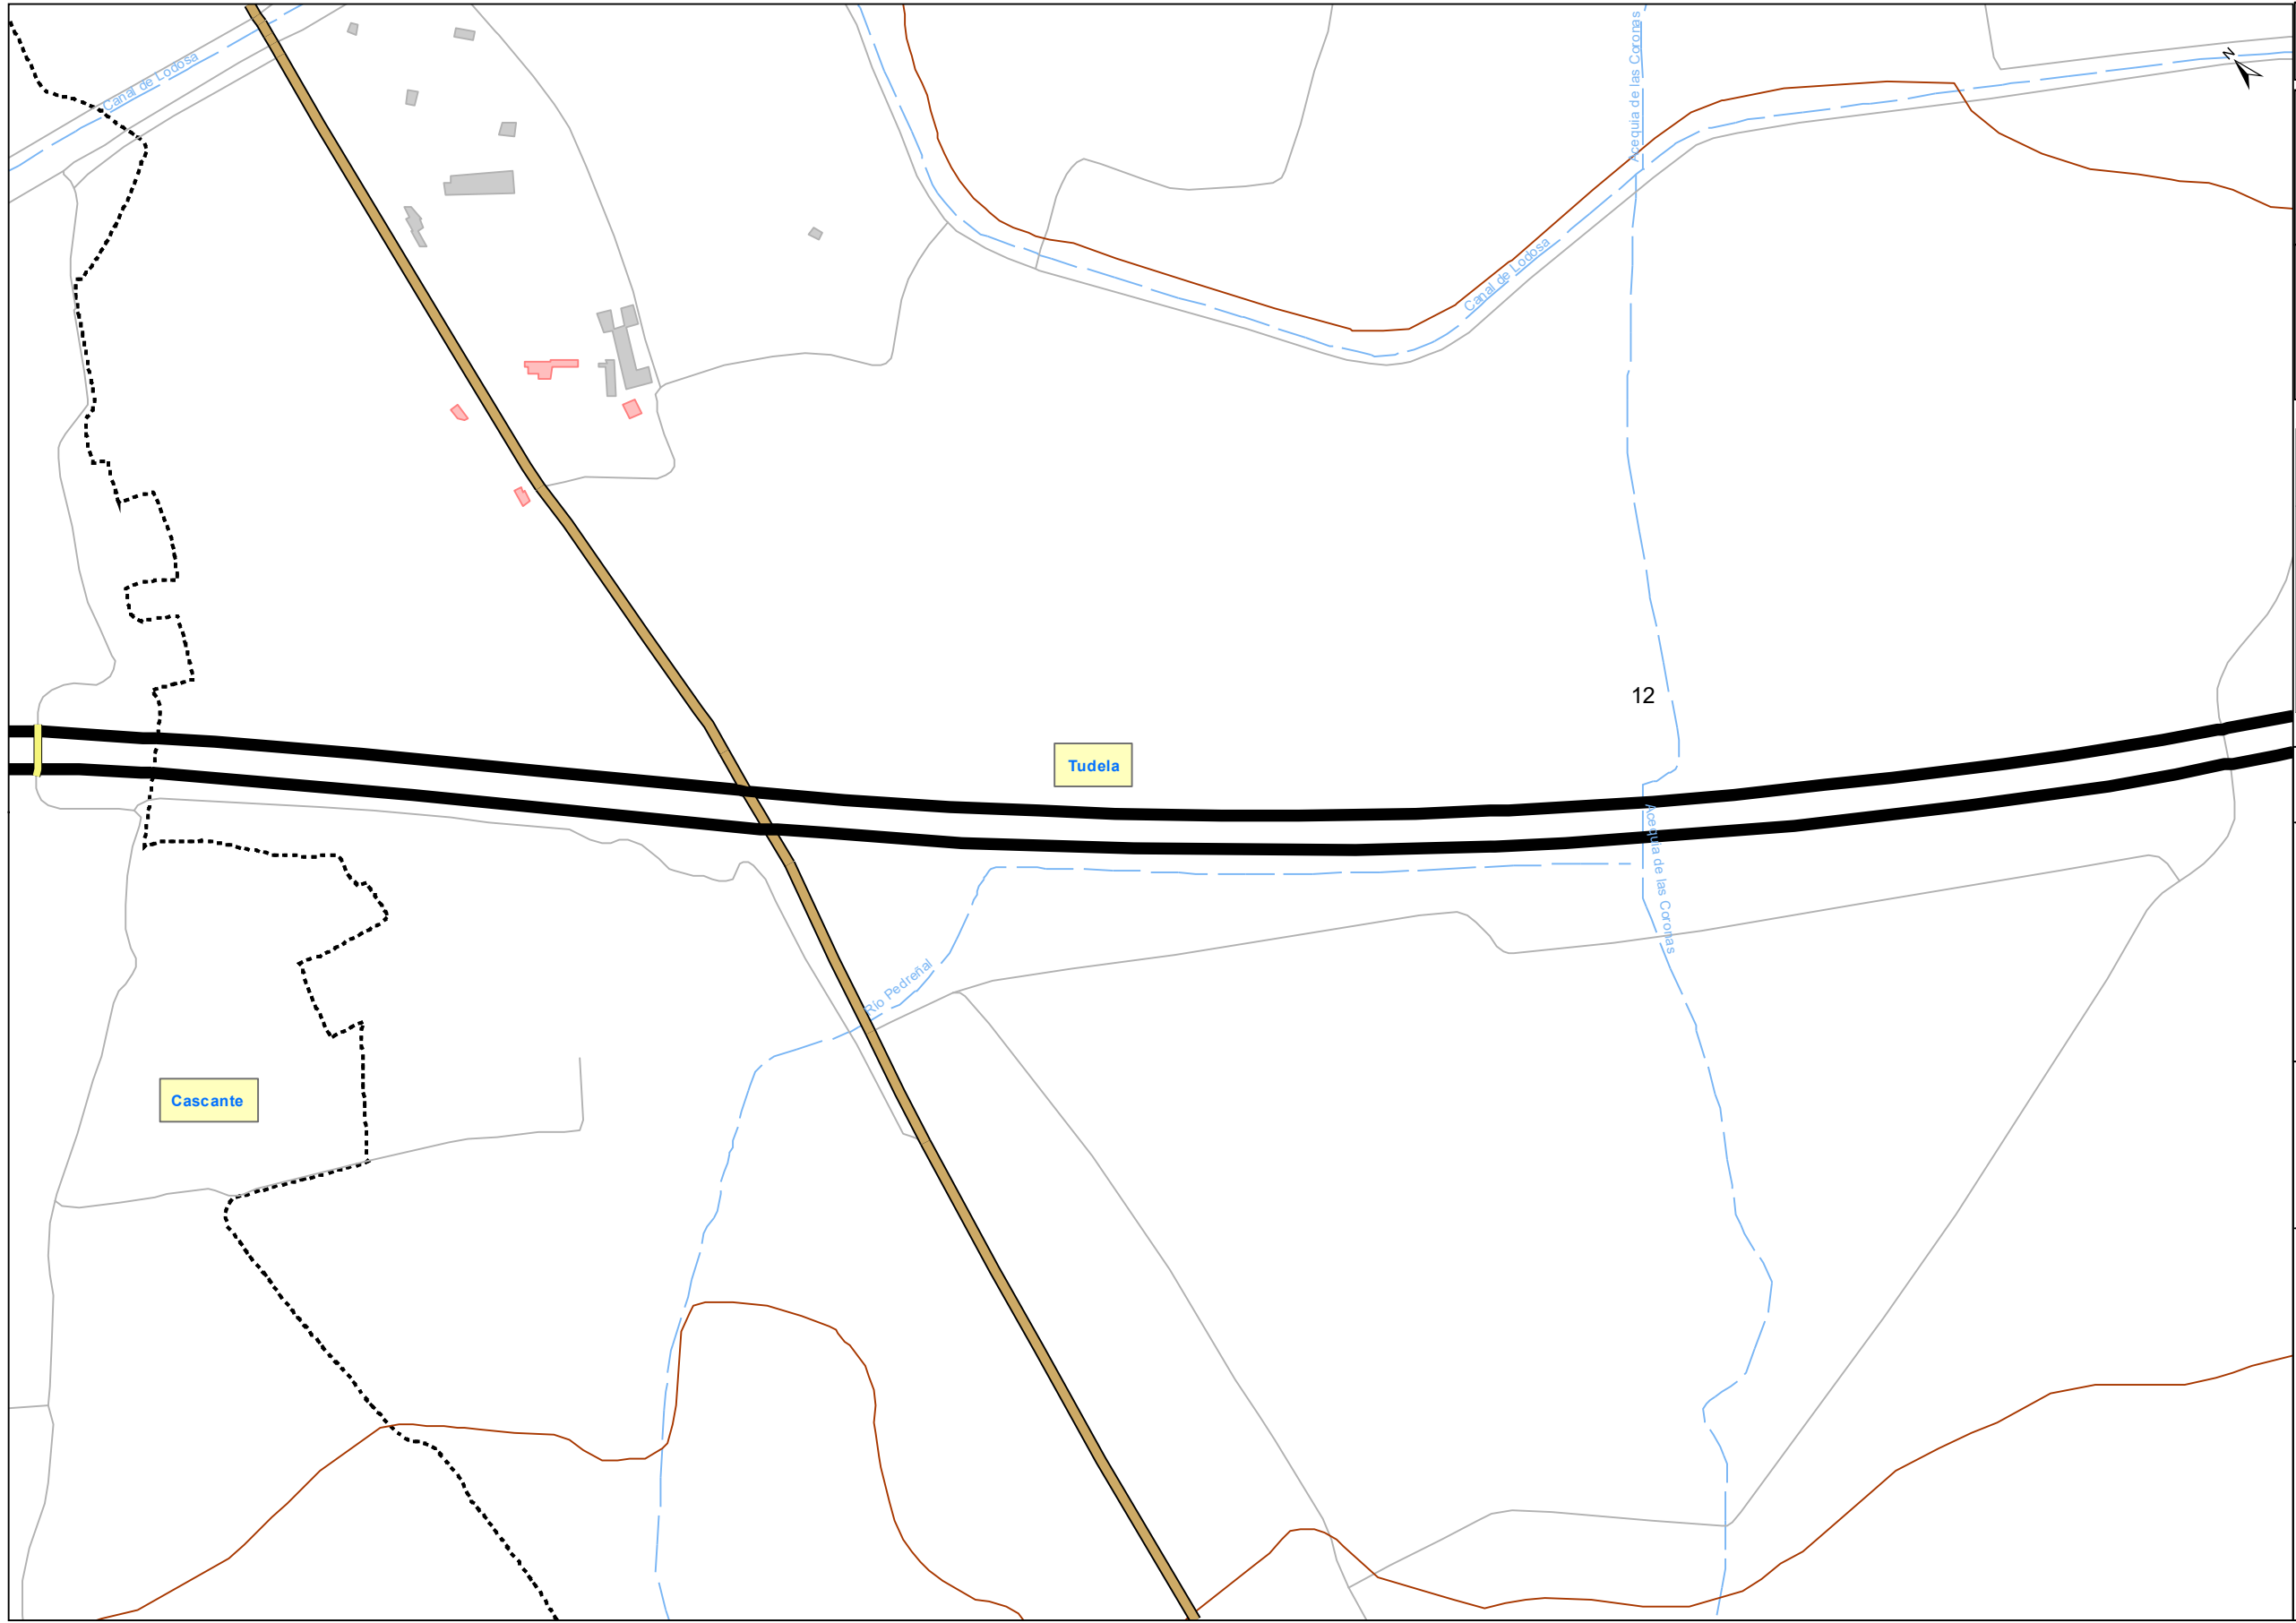 Acequia de las Coronas
N
Canal de Lodosa
Canal de Lodosa
12
Tudela
Acequia de las Coronas
Río Pedreñal
Cascante